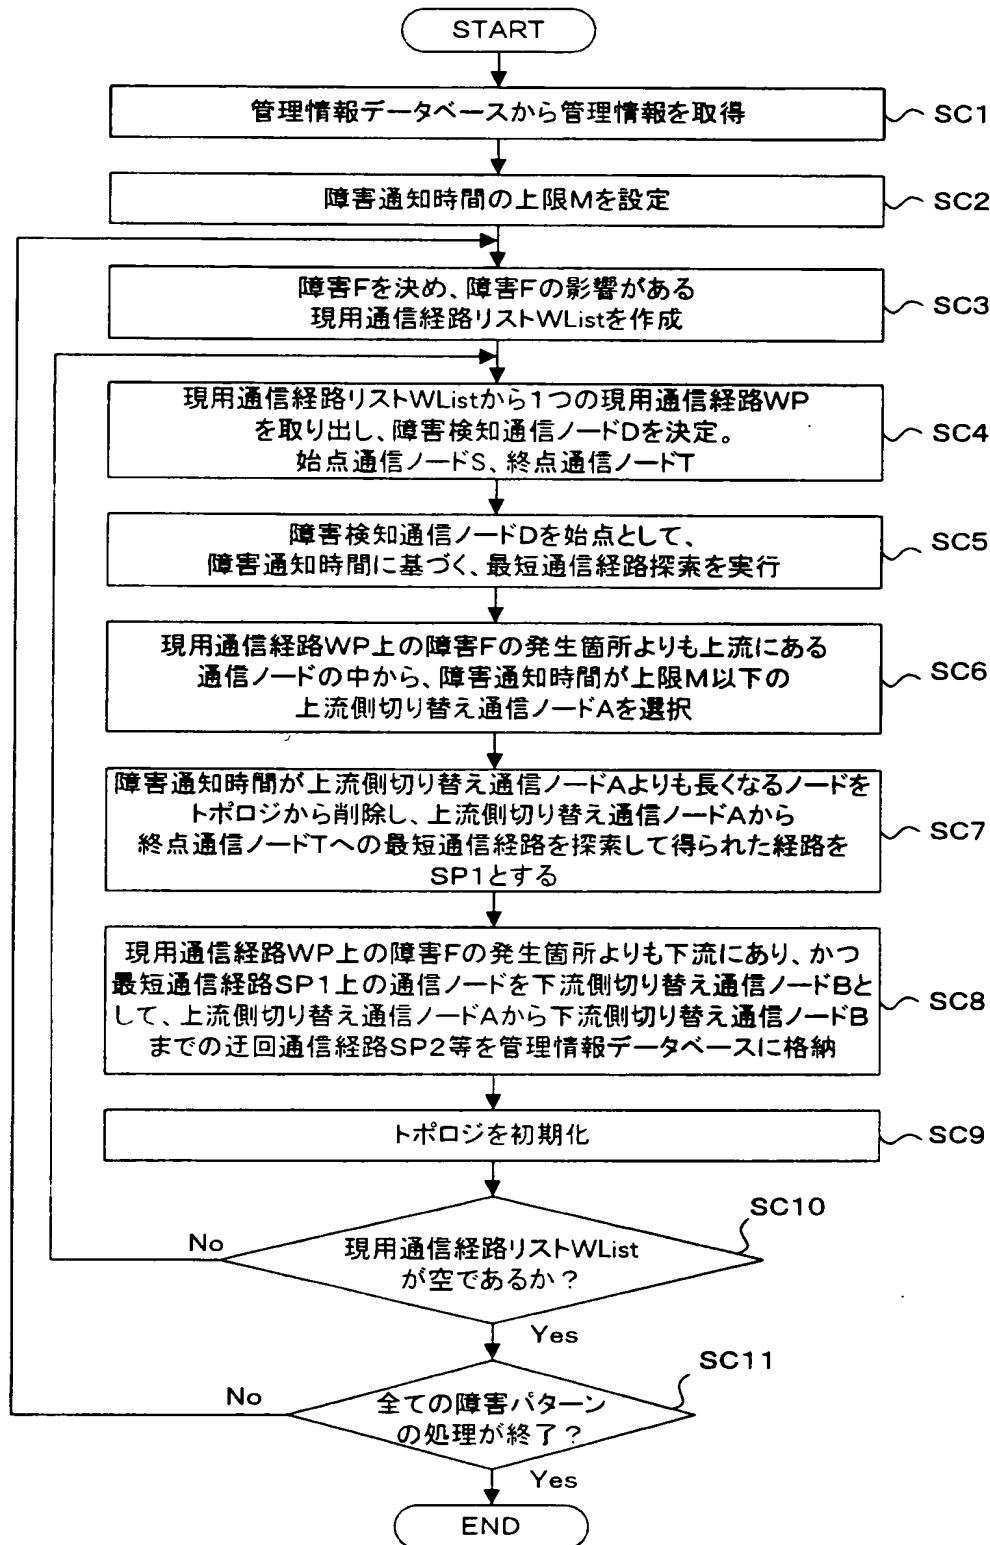 START
管理情報データベースから管理情報を取得
SC1
障害通知時間の上限Mを設定
SC2
障害Fを決め、障害Fの影響がある
現用通信経路リストWListを作成
SC3
現用通信経路リストWListから1つの現用通信経路WP
を取り出し、障害検知通信ノードDを決定。
始点通信ノードS、終点通信ノードT
SC4
障害検知通信ノードDを始点として、
障害通知時間に基づく、最短通信経路探索を実行
SC5
現用通信経路WP上の障害Fの発生箇所よりも上流にある
通信ノードの中から、障害通知時間が上限M以下の
上流側切り替え通信ノードAを選択
SC6
障害通知時間が上流側切り替え通信ノードAよりも長くなるノードを
トポロジから削除し、上流側切り替え通信ノードAから
終点通信ノードTへの最短通信経路を探索して得られた経路を
SP1とする
SC7
現用通信経路WP上の障害Fの発生箇所よりも下流にあり、かつ
最短通信経路SP1上の通信ノードを下流側切り替え通信ノードBと
して、上流側切り替え通信ノードAから下流側切り替え通信ノードB
までの迂回通信経路SP2等を管理情報データベースに格納
SC8
トポロジを初期化
SC9
SC10
No
現用通信経路リストWList
が空であるか?
Yes
SC11
No
全ての障害パターン
の処理が終了?
Yes
END